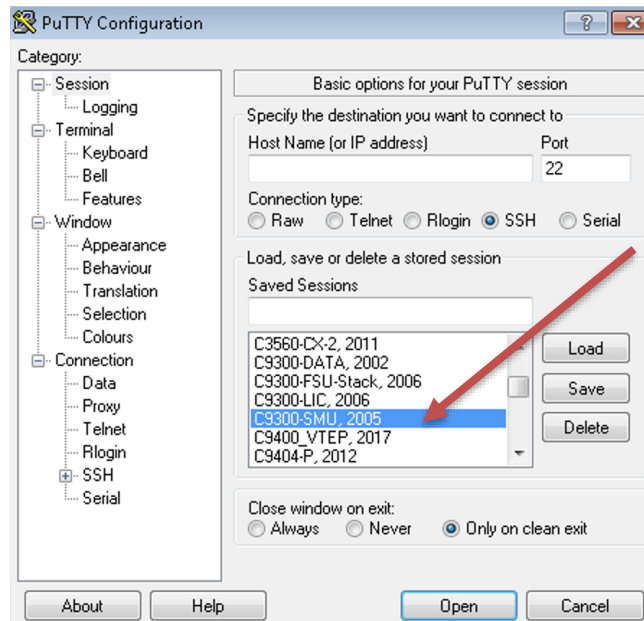 PuTTY Configuration
Category:
Session
Logging
Terminal
Keyboard
Bell
Features
Window
Appearance
Behaviour
Translation
Selection
Colours
Connection
Data
Proxy
Telnet
Rlogin
SSH
Serial
Basic options for your PuTTY session
Specify the destination you want to connect to
Host Name (or IP address) Port
22
Connection type:
Raw Telnet Rlogin SSH Serial
Load, save or delete a stored session
Saved Sessions
C3560-CX-2, 2011
C9300-DATA, 2002
C9300-FSU-Stack, 2006
C9300-LIC, 2006
C9300-SMU, 2005
C9400_VTEP, 2017
C9404-P, 2012
Load
Save
Delete
Close window on exit:
Always Never Only on clean exit
About Help Open Cancel